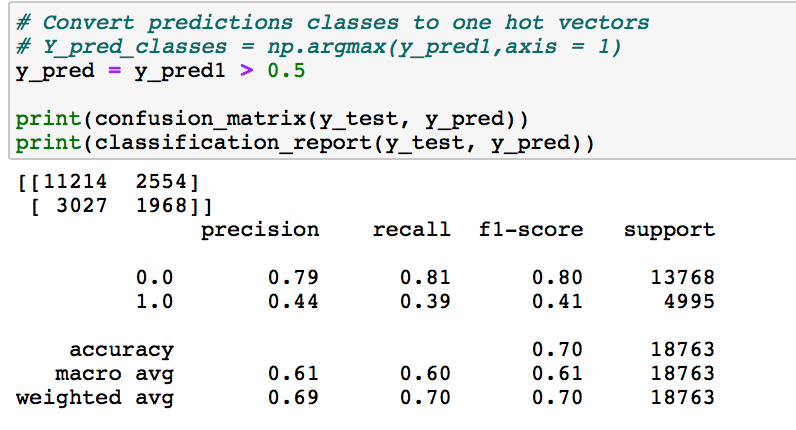 # Convert predictions classes to one hot vectors
# Y_pred_classes = np.argmax(y_pred1,axis = 1)
y_pred = y_pred1 > 0.5
print(confusion_matrix(y_test, y_pred))
print(classification_report(y_test, y_pred))
[[11214  2554]
 [ 3027  1968]]
              precision    recall  f1-score   support
         0.0       0.79      0.81      0.80     13768
         1.0       0.44      0.39      0.41      4995
    accuracy                           0.70     18763
   macro avg       0.61      0.60      0.61     18763
weighted avg       0.69      0.70      0.70     18763